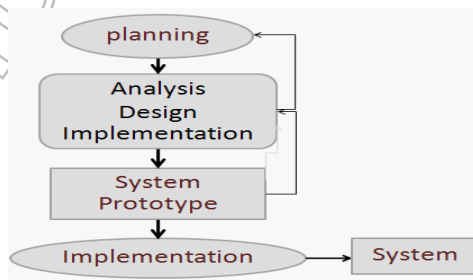 planning
Analysis
Design
Implementation
System
Prototype
Implementation
System